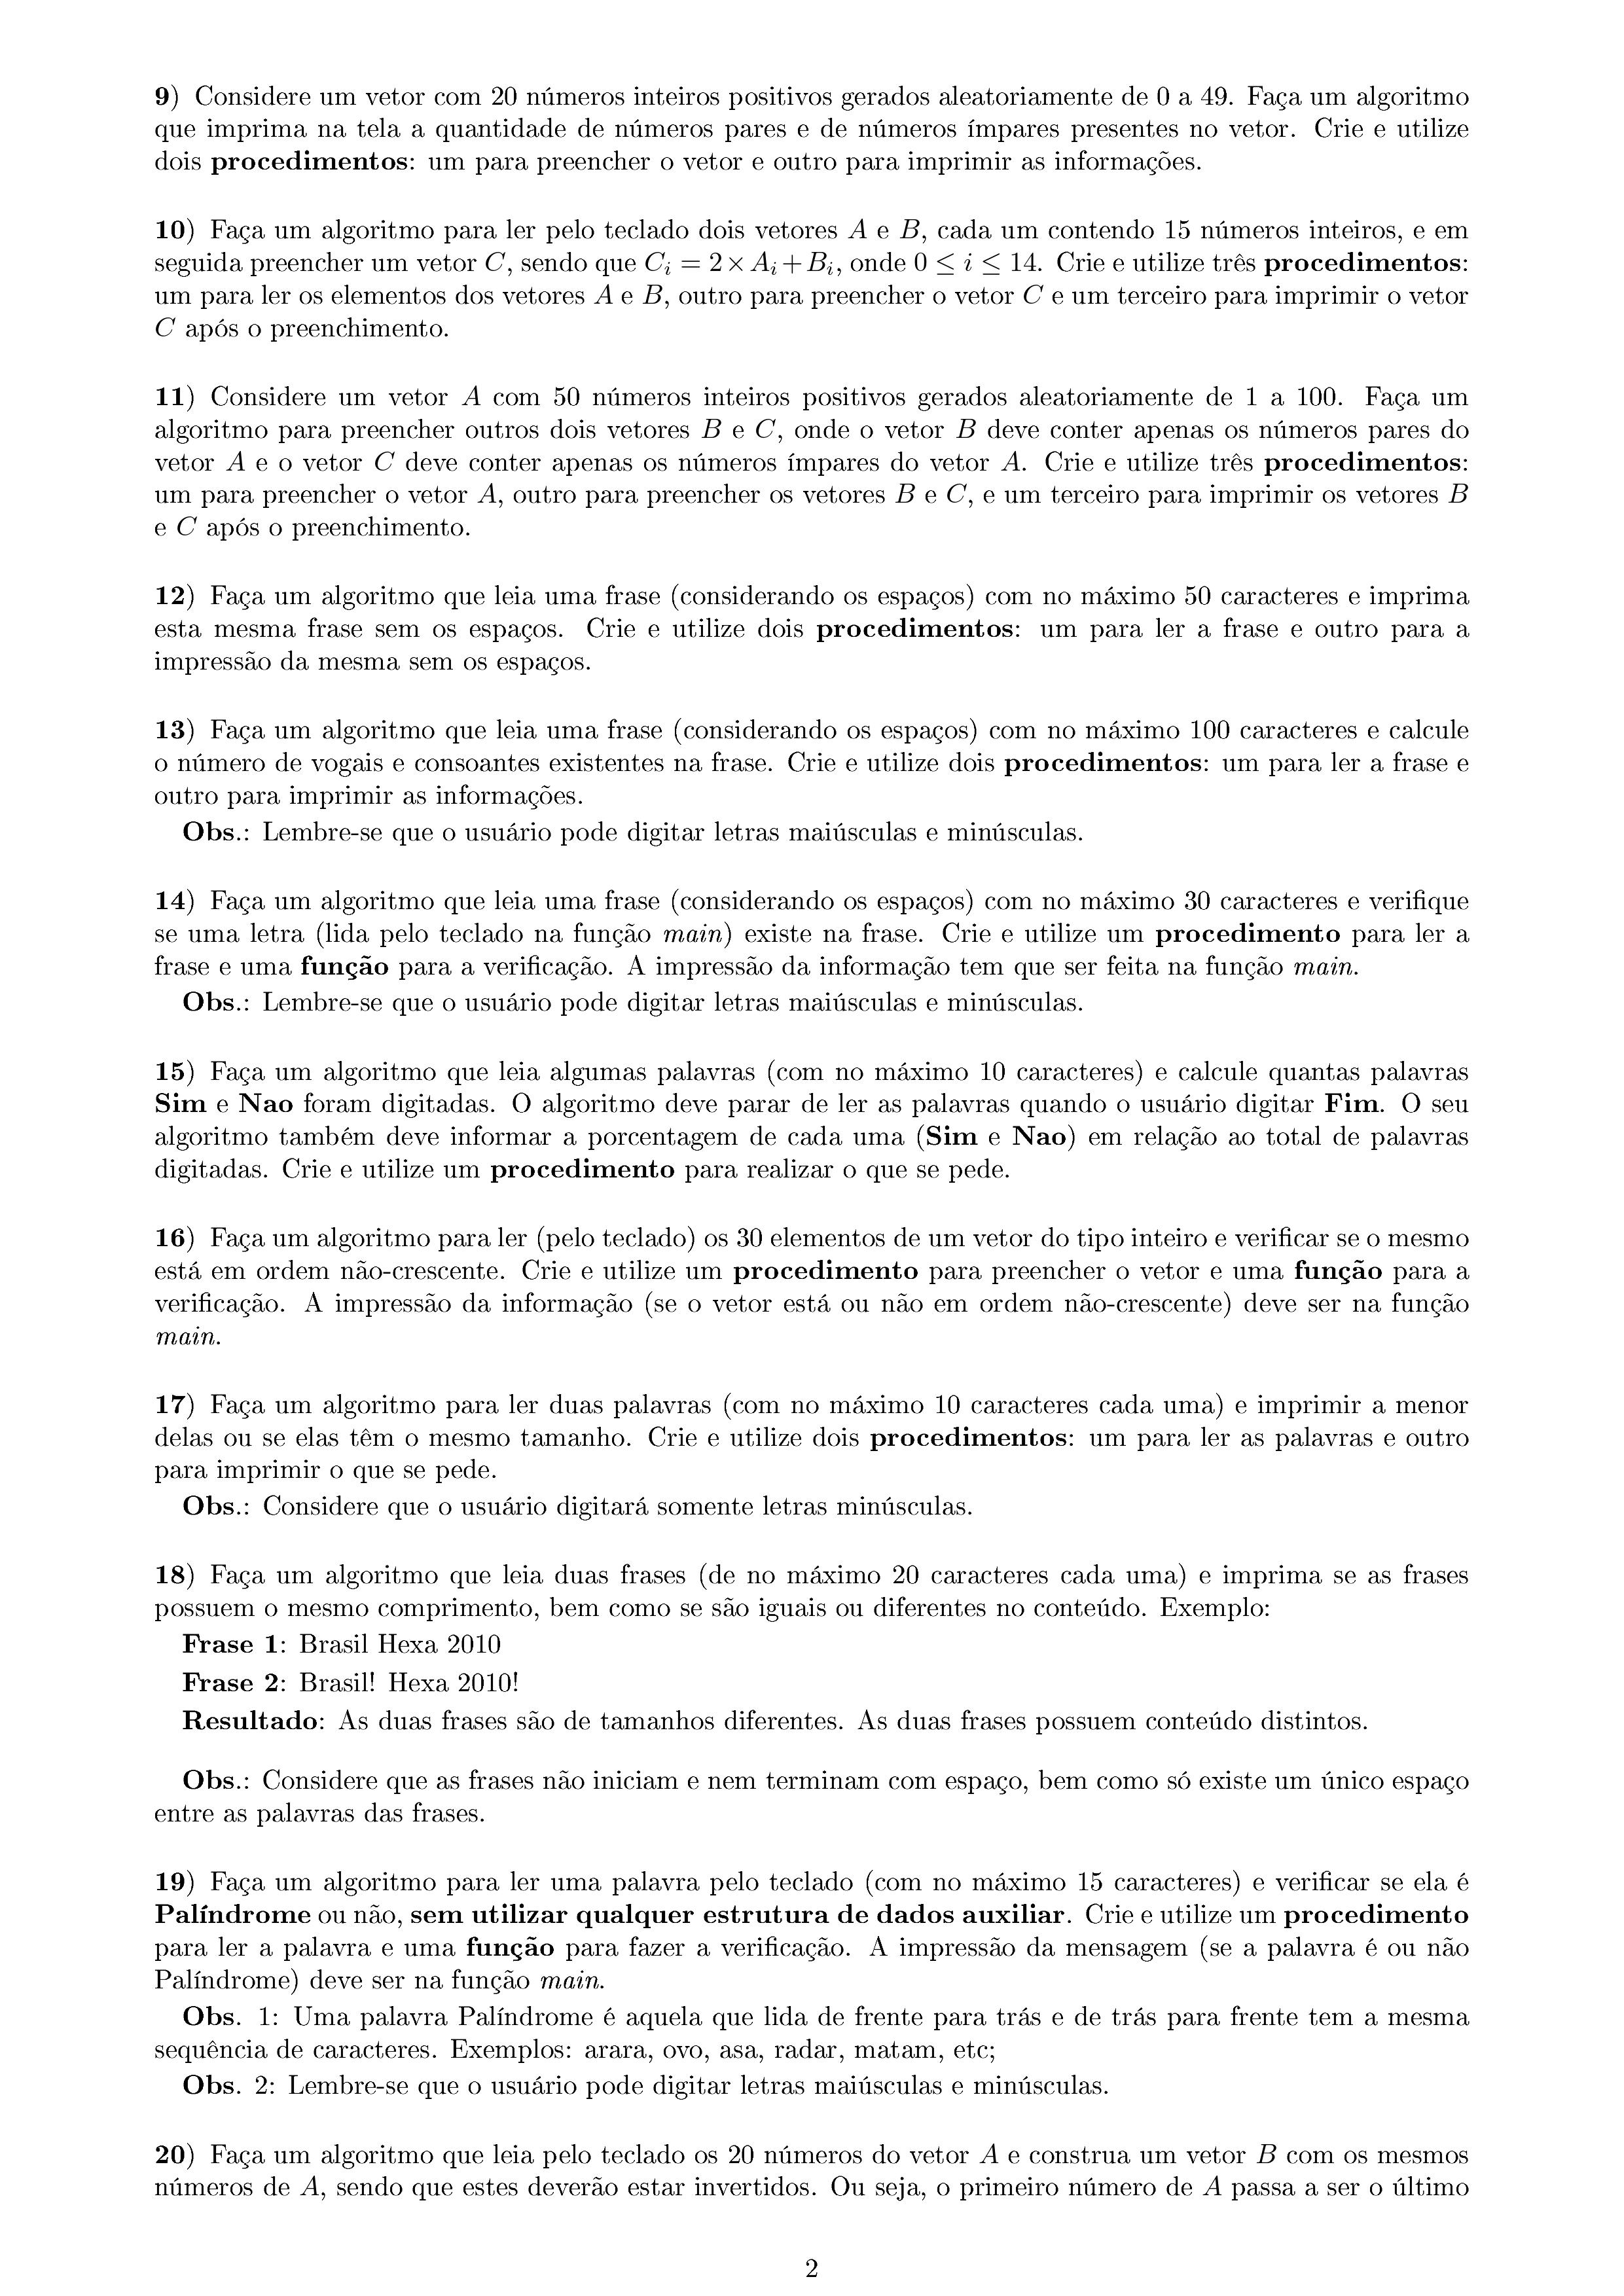 9) Considere um vetor com 20 números inteiros positivos gerados aleatoriamente de 0 a 49. Faça um algoritmo
que imprima na tela a quantidade de números pares e de números ímpares presentes no vetor. Crie e utilize
dois procedimentos: um para preencher o vetor e outro para imprimir as informações.
10) Faça um algoritmo para ler pelo teclado dois vetores A e B, cada um contendo 15 números inteiros, e em
seguida preencher um vetor C, sendo que Cᵢ = 2 × Aᵢ + Bᵢ, onde 0 ≤ i ≤ 14. Crie e utilize três procedimentos:
um para ler os elementos dos vetores A e B, outro para preencher o vetor C e um terceiro para imprimir o vetor
C após o preenchimento.
11) Considere um vetor A com 50 números inteiros positivos gerados aleatoriamente de 1 a 100. Faça um
algoritmo para preencher outros dois vetores B e C, onde o vetor B deve conter apenas os números pares do
vetor A e o vetor C deve conter apenas os números ímpares do vetor A. Crie e utilize três procedimentos:
um para preencher o vetor A, outro para preencher os vetores B e C, e um terceiro para imprimir os vetores B
e C após o preenchimento.
12) Faça um algoritmo que leia uma frase (considerando os espaços) com no máximo 50 caracteres e imprima
esta mesma frase sem os espaços. Crie e utilize dois procedimentos: um para ler a frase e outro para a
impressão da mesma sem os espaços.
13) Faça um algoritmo que leia uma frase (considerando os espaços) com no máximo 100 caracteres e calcule
o número de vogais e consoantes existentes na frase. Crie e utilize dois procedimentos: um para ler a frase e
outro para imprimir as informações.
Obs.: Lembre-se que o usuário pode digitar letras maiúsculas e minúsculas.
14) Faça um algoritmo que leia uma frase (considerando os espaços) com no máximo 30 caracteres e verifique
se uma letra (lida pelo teclado na função main) existe na frase. Crie e utilize um procedimento para ler a
frase e uma função para a verificação. A impressão da informação tem que ser feita na função main.
Obs.: Lembre-se que o usuário pode digitar letras maiúsculas e minúsculas.
15) Faça um algoritmo que leia algumas palavras (com no máximo 10 caracteres) e calcule quantas palavras
Sim e Nao foram digitadas. O algoritmo deve parar de ler as palavras quando o usuário digitar Fim. O seu
algoritmo também deve informar a porcentagem de cada uma (Sim e Nao) em relação ao total de palavras
digitadas. Crie e utilize um procedimento para realizar o que se pede.
16) Faça um algoritmo para ler (pelo teclado) os 30 elementos de um vetor do tipo inteiro e verificar se o mesmo
está em ordem não-crescente. Crie e utilize um procedimento para preencher o vetor e uma função para a
verificação. A impressão da informação (se o vetor está ou não em ordem não-crescente) deve ser na função
main.
17) Faça um algoritmo para ler duas palavras (com no máximo 10 caracteres cada uma) e imprimir a menor
delas ou se elas têm o mesmo tamanho. Crie e utilize dois procedimentos: um para ler as palavras e outro
para imprimir o que se pede.
Obs.: Considere que o usuário digitará somente letras minúsculas.
18) Faça um algoritmo que leia duas frases (de no máximo 20 caracteres cada uma) e imprima se as frases
possuem o mesmo comprimento, bem como se são iguais ou diferentes no conteúdo. Exemplo:
Frase 1: Brasil Hexa 2010
Frase 2: Brasil! Hexa 2010!
Resultado: As duas frases são de tamanhos diferentes. As duas frases possuem conteúdo distintos.
Obs.: Considere que as frases não iniciam e nem terminam com espaço, bem como só existe um único espaço
entre as palavras das frases.
19) Faça um algoritmo para ler uma palavra pelo teclado (com no máximo 15 caracteres) e verificar se ela é
Palíndrome ou não, sem utilizar qualquer estrutura de dados auxiliar. Crie e utilize um procedimento
para ler a palavra e uma função para fazer a verificação. A impressão da mensagem (se a palavra é ou não
Palíndrome) deve ser na função main.
Obs. 1: Uma palavra Palíndrome é aquela que lida de frente para trás e de trás para frente tem a mesma
sequência de caracteres. Exemplos: arara, ovo, asa, radar, matam, etc;
Obs. 2: Lembre-se que o usuário pode digitar letras maiúsculas e minúsculas.
20) Faça um algoritmo que leia pelo teclado os 20 números do vetor A e construa um vetor B com os mesmos
números de A, sendo que estes deverão estar invertidos. Ou seja, o primeiro número de A passa a ser o último
2